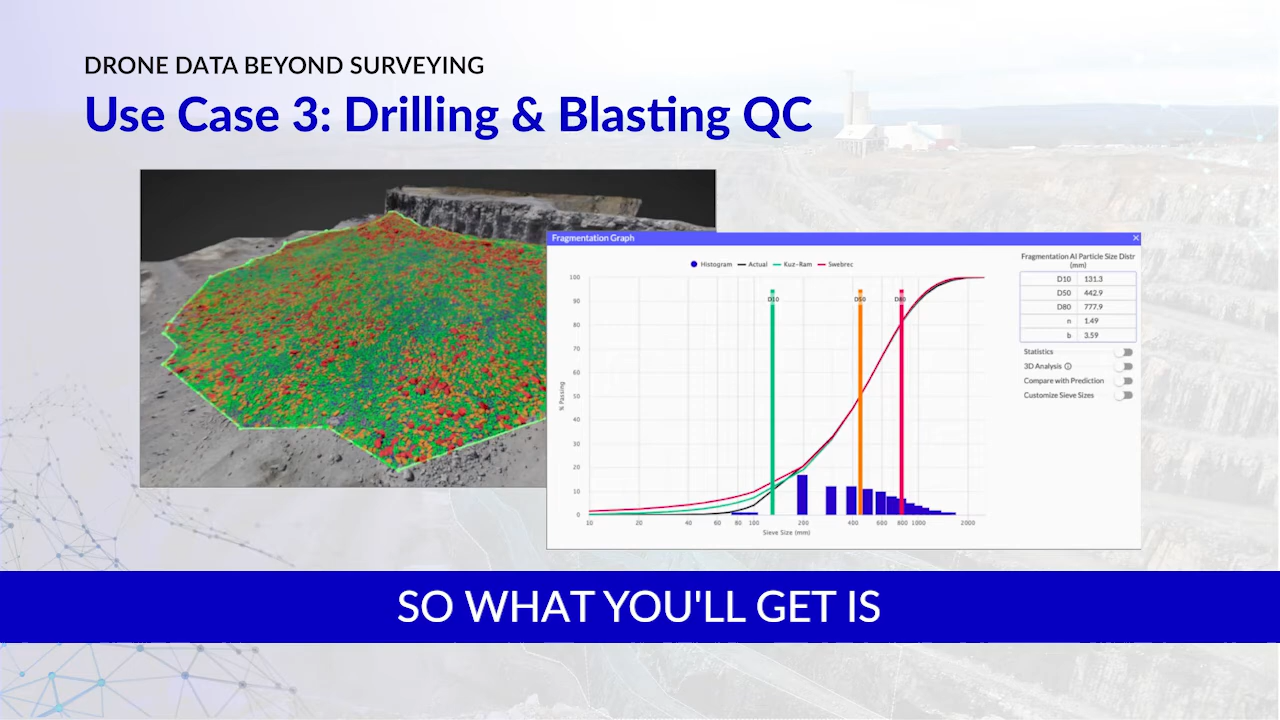 DRONE DATA BEYOND SURVEYING
Use Case 3: Drilling & Blasting QC
Fragmentation Graph
Histogram Actual Kuz-Ram Swebrec
100
90
80
70
60
50
40
30
20
10
0
% Passing
D10 D50 D80
10 20 40 60 80 100 200 400 600 800 1000 2000
Sieve Size (mm)
Fragmentation AI Particle Size Distr
(mm)
D10 131.3
D50 442.9
D80 777.9
n 1.49
b 3.59
Statistics
3D Analysis
Compare with Prediction
Customize Sieve Sizes
SO WHAT YOU'LL GET IS